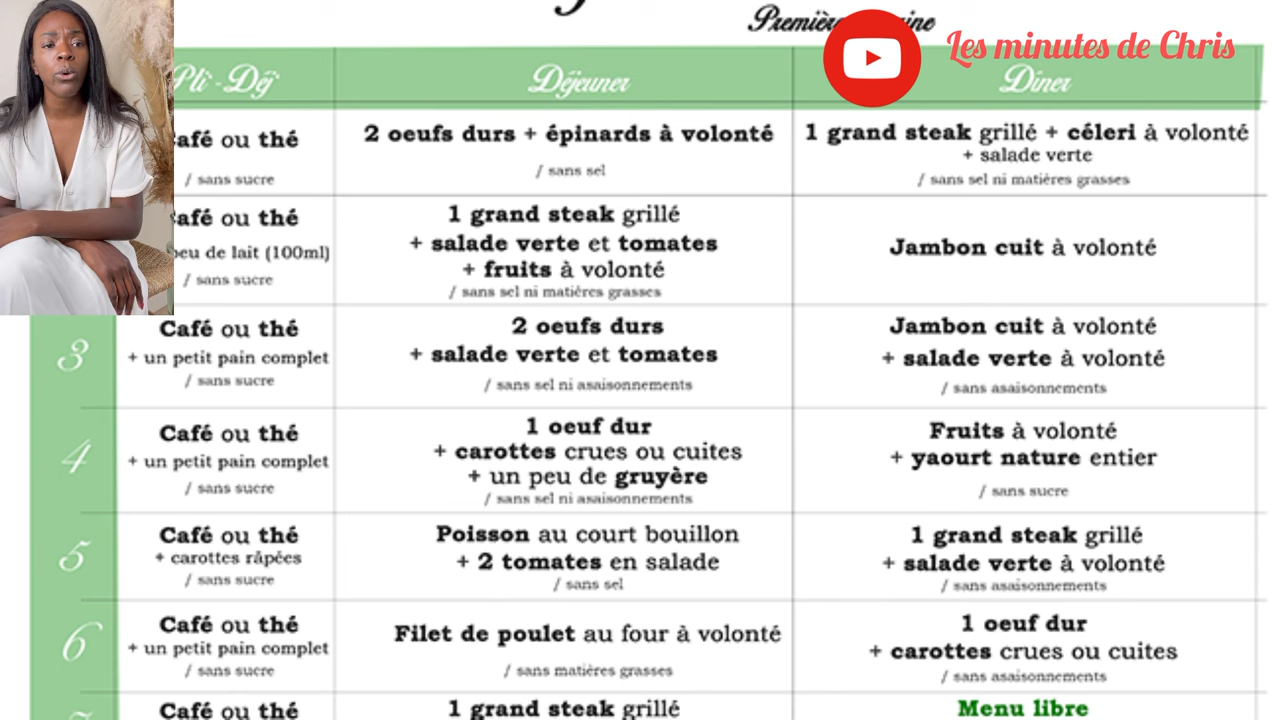 Première
Les minutes de Chris
Pti-Déj
Déjeuner
Dîner
Café ou thé
/ sans sucre
2 oeufs durs + épinards à volonté
/ sans sel
1 grand steak grillé + céleri à volonté
+ salade verte
/ sans sel ni matières grasses
Café ou thé
peu de lait (100ml)
/ sans sucre
1 grand steak grillé
+ salade verte et tomates
+ fruits à volonté
/ sans sel ni matières grasses
Jambon cuit à volonté
3
Café ou thé
+ un petit pain complet
/ sans sucre
2 oeufs durs
+ salade verte et tomates
/ sans sel ni asaisonnements
Jambon cuit à volonté
+ salade verte à volonté
/ sans asaisonnements
4
Café ou thé
+ un petit pain complet
/ sans sucre
1 oeuf dur
+ carottes crues ou cuites
+ un peu de gruyère
/ sans sel ni asaisonnements
Fruits à volonté
+ yaourt nature entier
/ sans sucre
5
Café ou thé
+ carottes râpées
/ sans sucre
Poisson au court bouillon
+ 2 tomates en salade
/ sans sel
1 grand steak grillé
+ salade verte à volonté
/ sans asaisonnements
6
Café ou thé
+ un petit pain complet
/ sans sucre
Filet de poulet au four à volonté
/ sans matières grasses
1 oeuf dur
+ carottes crues ou cuites
/ sans asaisonnements
Café ou thé
1 grand steak grillé
Menu libre